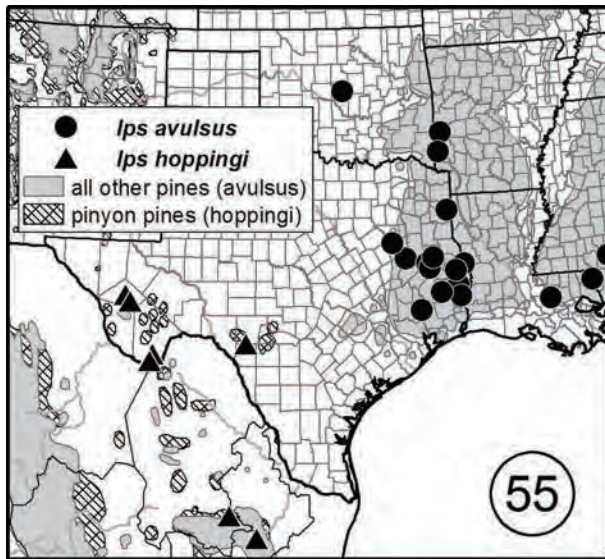 Ips avulsus
Ips hoppingi
all other pines (avulsus)
pinyon pines (hoppingi)
55